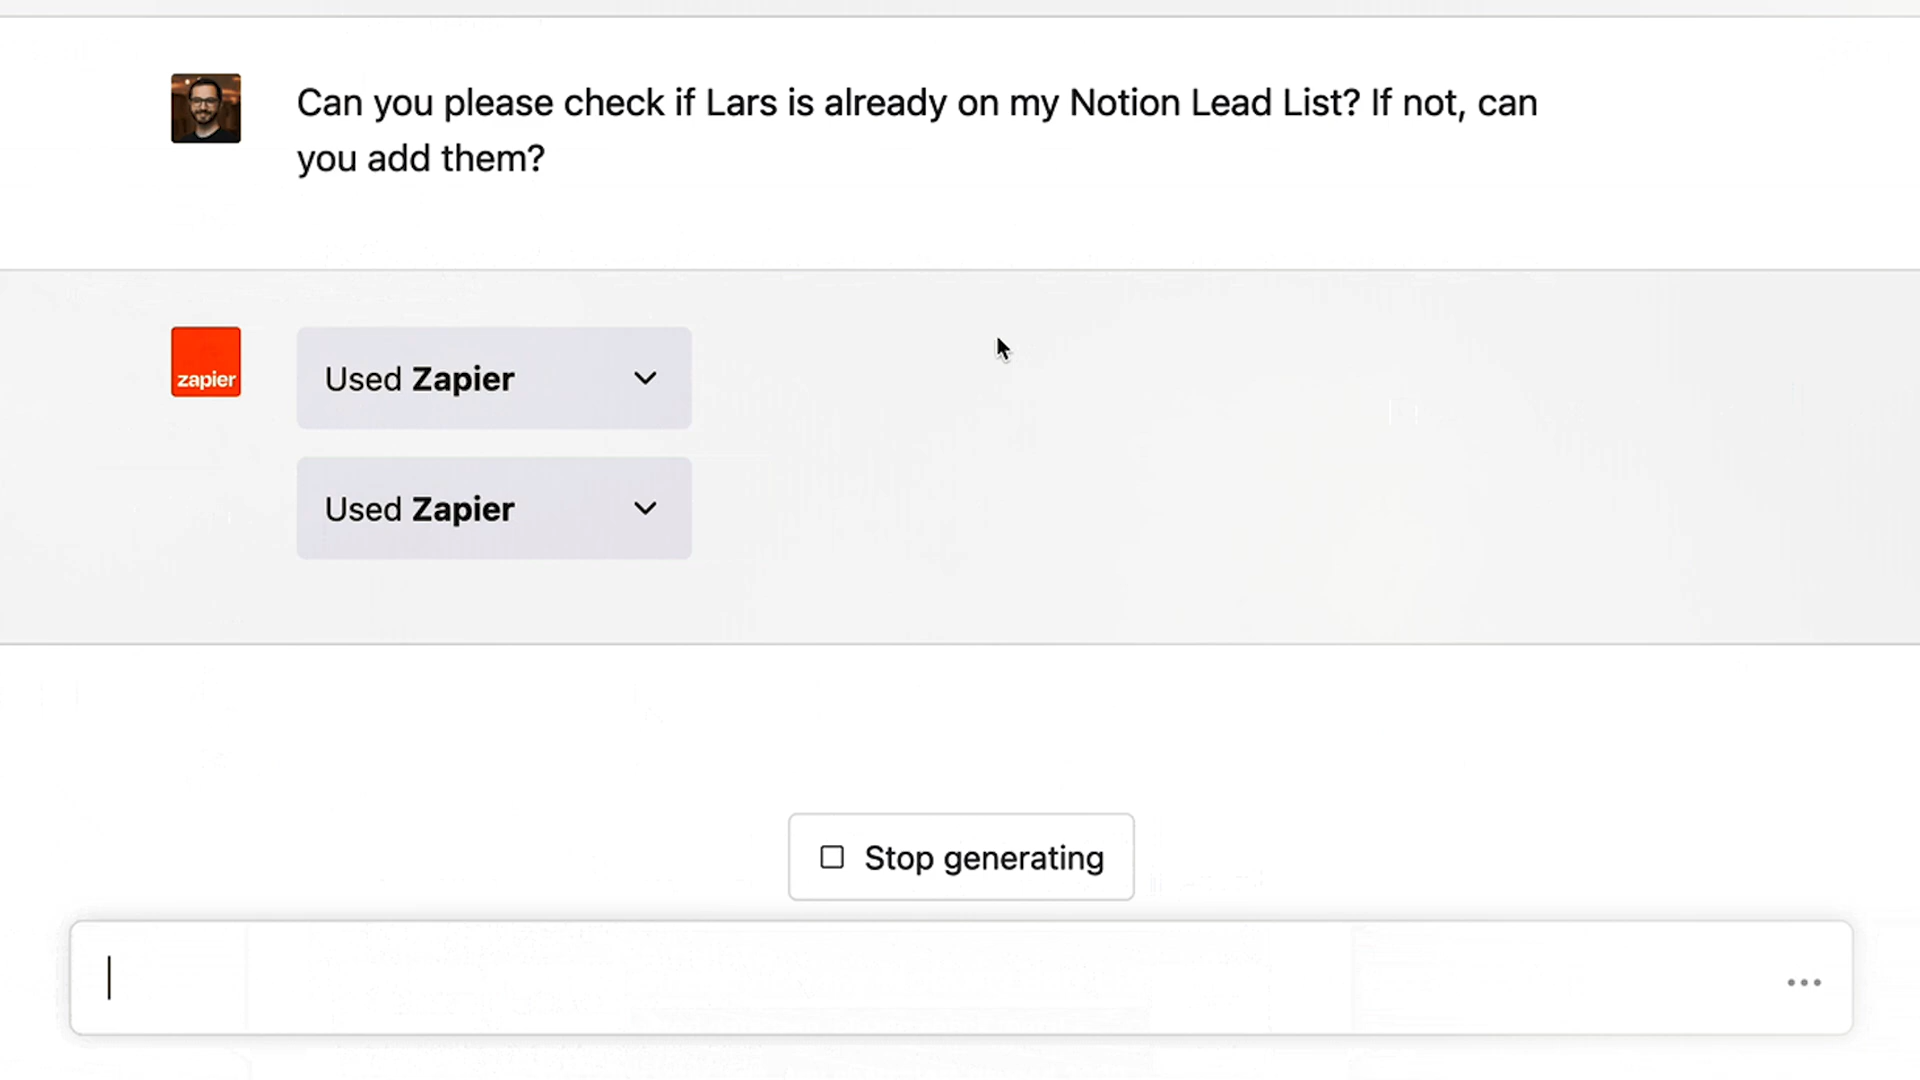 Can you please check if Lars is already on my Notion Lead List? If not, can
you add them?
zapier
Used Zapier
Used Zapier
Stop generating